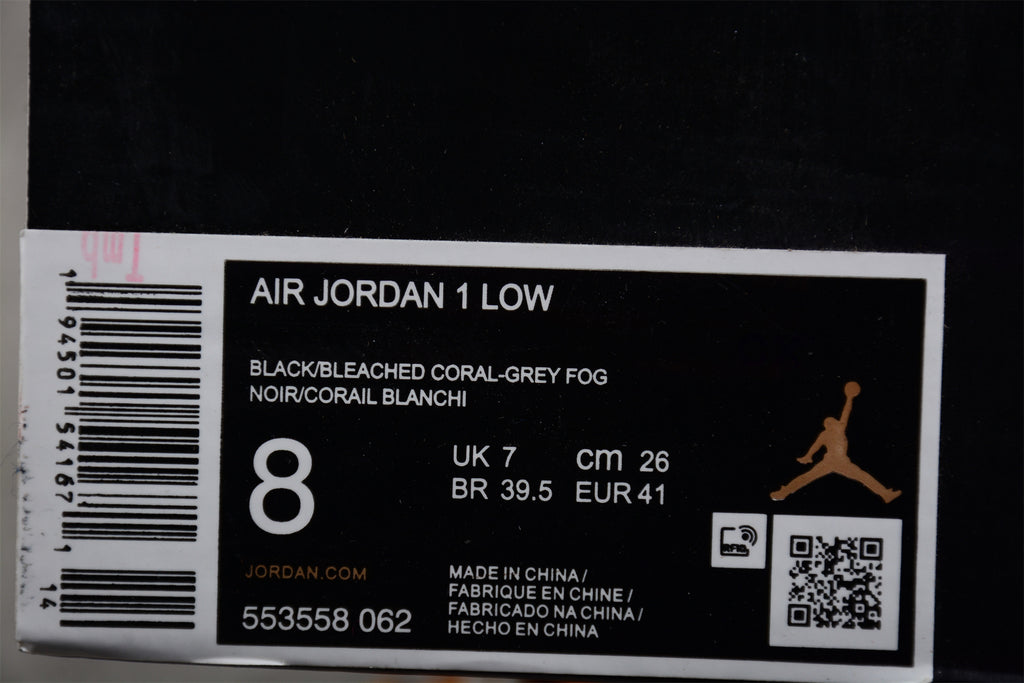 AIR JORDAN 1 LOW
BLACK/BLEACHED CORAL-GREY FOG
NOIR/CORAIL BLANCHI
8
UK 7 cm 26
BR 39.5 EUR 41
JORDAN.COM
553558 062
MADE IN CHINA /
FABRIQUE EN CHINE /
FABRICADO NA CHINA /
HECHO EN CHINA
RFID
1 94501 54167 1
14